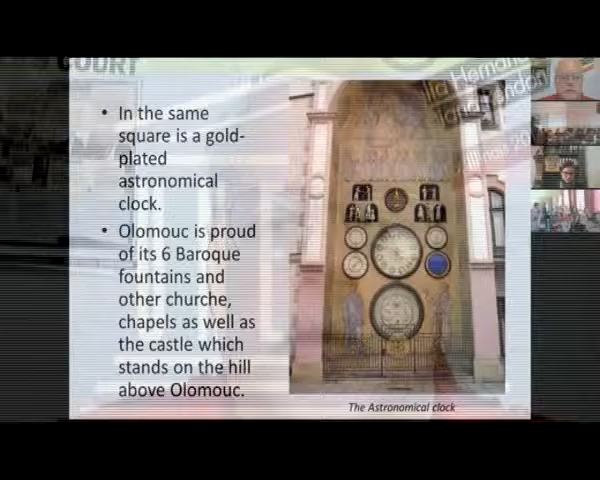 COURT
• In the same
square is a gold-
plated
astronomical
clock.
• Olomouc is proud
of its 6 Baroque
fountains and
other churche,
chapels as well as
the castle which
stands on the hill
above Olomouc.
The Astronomical clock